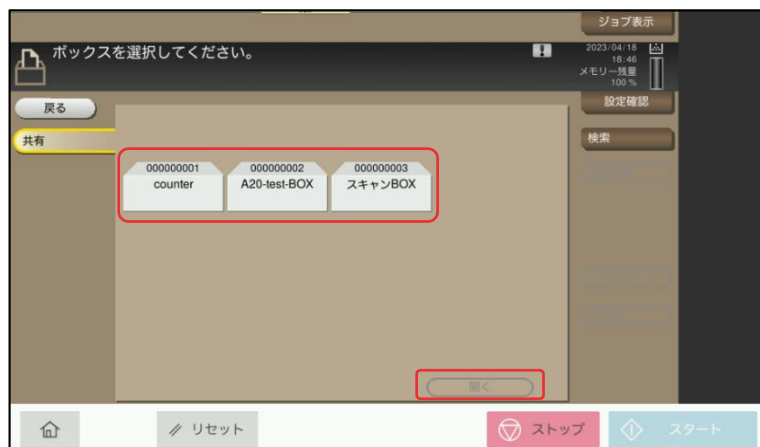 ジョブ表示
ボックスを選択してください。
2023/04/18
18:46
メモリー残量
100 %
戻る
設定確認
共有
検索
000000001
counter
000000002
A20-test-BOX
000000003
スキャンBOX
開く
リセット
ストップ
スタート